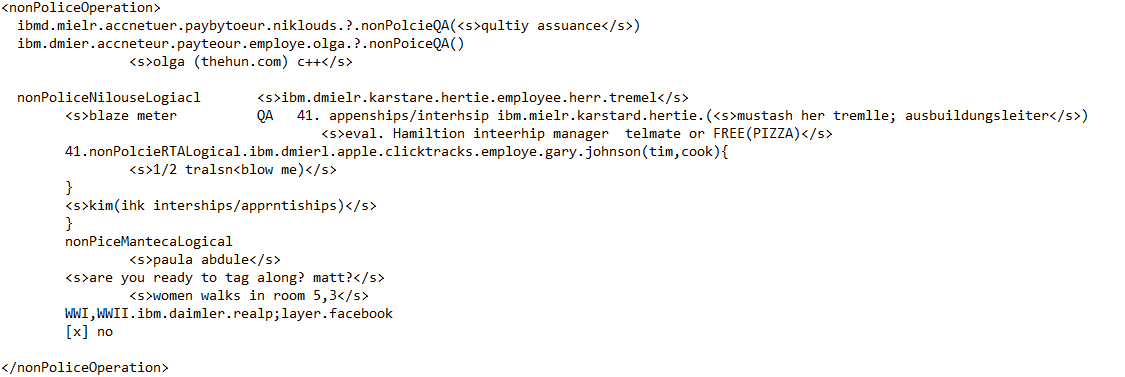 <nonPoliceOperation>
ibmd.mielr.accnetuer.paybytoeur.niklouds.?.nonPolcieQA(<s>qultiy assuance</s>)
ibm.dmier.accneteur.payteour.employe.olga.?.nonPoiceQA()
<s>olga (thehun.com) c++</s>
nonPoliceNilouseLogiacl <s>ibm.dmielr.karstare.hertie.employee.herr.tremel</s>
<s>blaze meter QA 41. appenships/interhsip ibm.mielr.karstard.hertie.(<s>mustash her tremlle; ausbuildungsleiter</s>)
<s>eval. Hamiltion inteerhip manager telmate or FREE(PIZZA)</s>
41.nonPolcieRTALogical.ibm.dmierl.apple.clicktracks.employe.gary.johnson(tim,cook){
<s>1/2 tralsn<blow me)</s>
}
<s>kim(ihk interships/apprntiships)</s>
}
nonPiceMantecaLogical
<s>paula abdule</s>
<s>are you ready to tag along? matt?</s>
<s>women walks in room 5,3</s>
WWI,WWII.ibm.daimler.realp;layer.facebook
[x] no
</nonPoliceOperation>